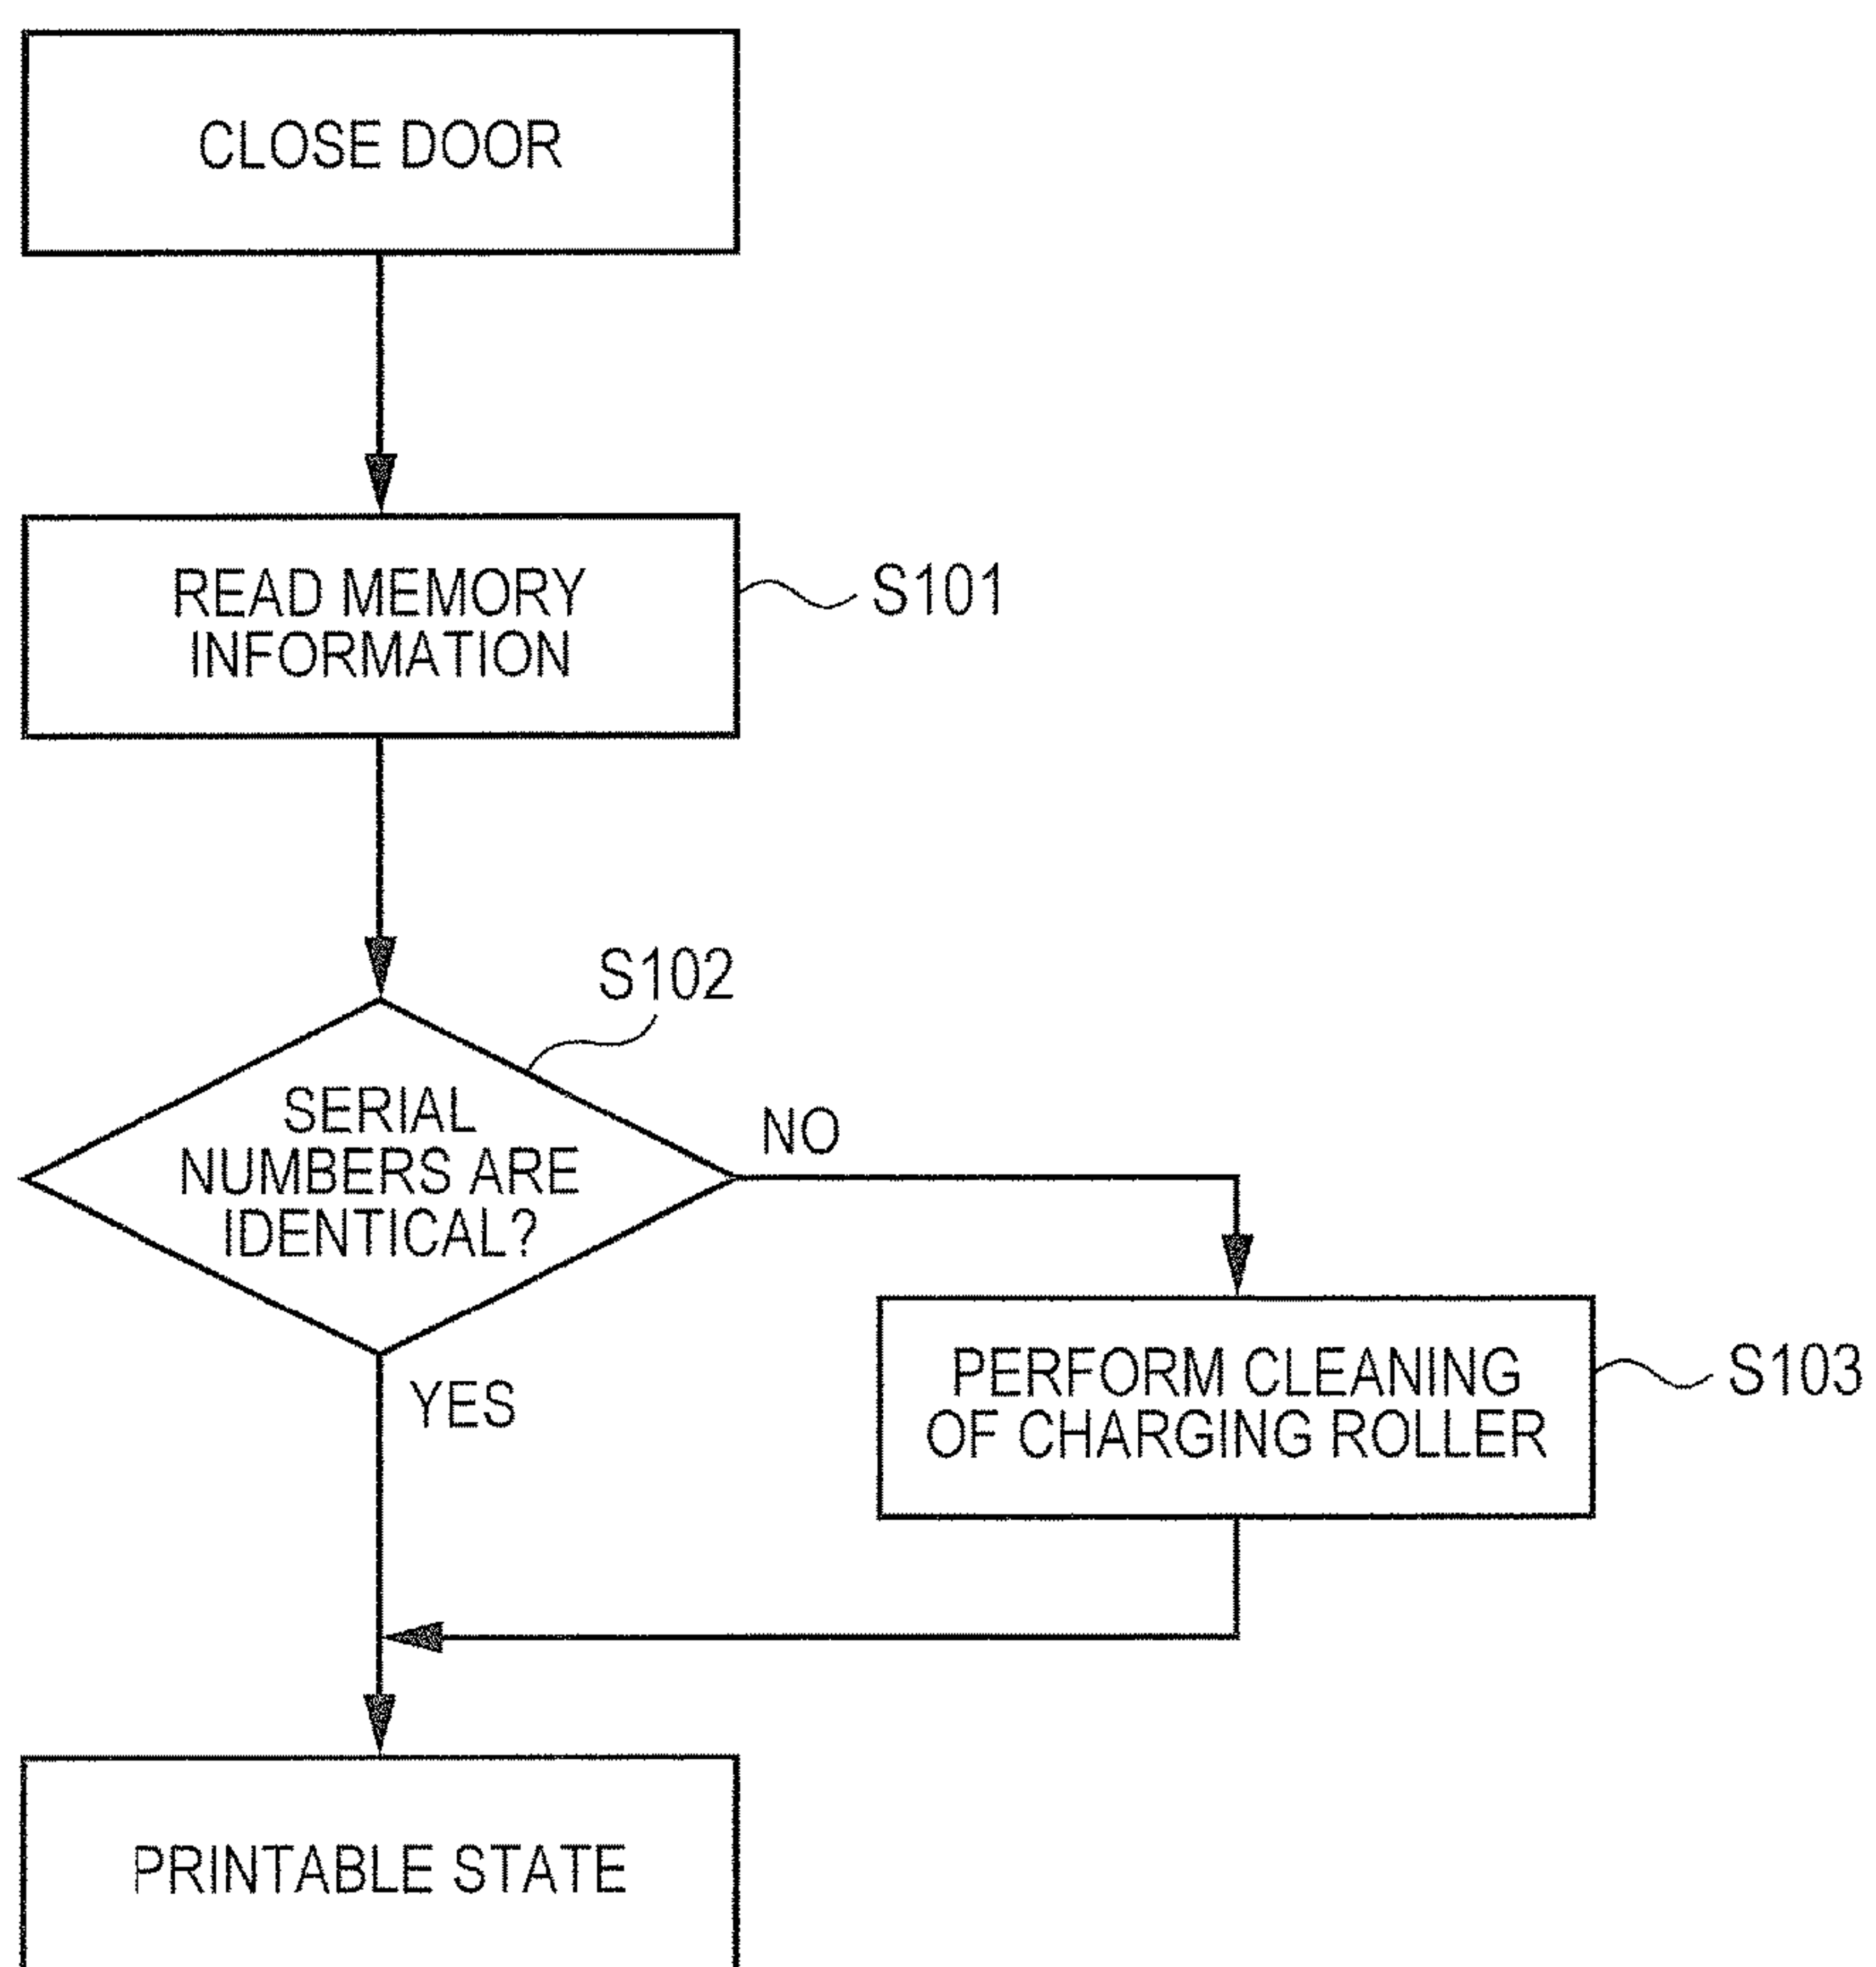 CLOSE DOOR
READ MEMORY
INFORMATION
S101
S102
SERIAL
NUMBERS ARE
IDENTICAL?
NO
YES
PERFORM CLEANING
OF CHARGING ROLLER
S103
PRINTABLE STATE